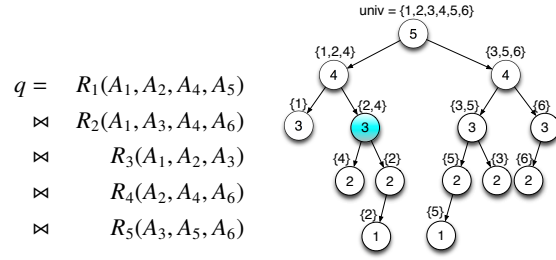 univ = {1,2,3,4,5,6}
5
{1,2,4} {3,5,6}
4 4
q = R₁(A₁, A₂, A₄, A₅)
⋈ R₂(A₁, A₃, A₄, A₆)
⋈ R₃(A₁, A₂, A₃)
⋈ R₄(A₂, A₄, A₆)
⋈ R₅(A₃, A₅, A₆)
{1} {2,4} {3,5} {6}
3 3 3 3
{4} {2} {5} {3} {6}
2 2 2 2 2
{2} {5}
1 1